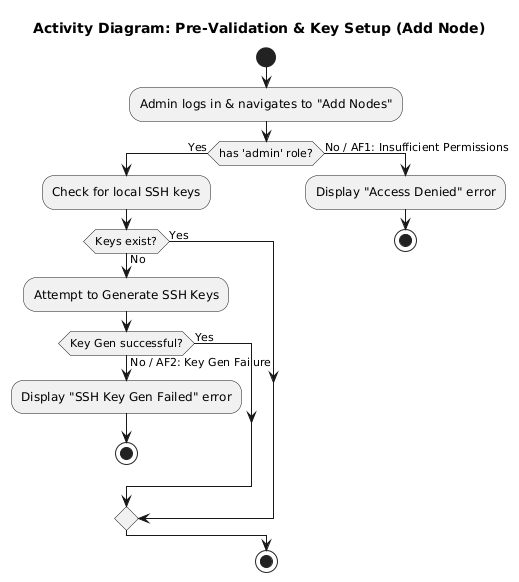 Activity Diagram: Pre-Validation & Key Setup (Add Node)
Admin logs in & navigates to "Add Nodes"
Yes
has 'admin' role?
No / AF1: Insufficient Permissions
Check for local SSH keys
Display "Access Denied" error
Keys exist?
Yes
No
Attempt to Generate SSH Keys
Key Gen successful?
Yes
No / AF2: Key Gen Failure
Display "SSH Key Gen Failed" error